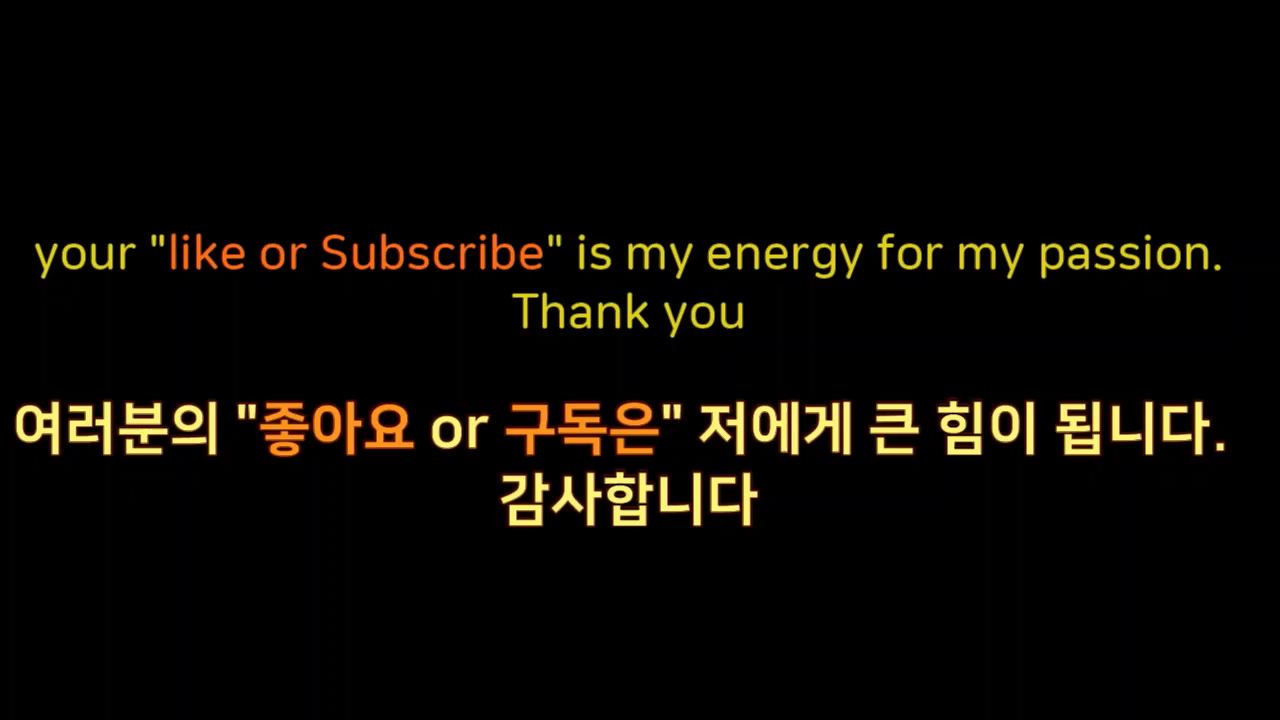 your "like or Subscribe" is my energy for my passion.
Thank you
여러분의 "좋아요 or 구독은" 저에게 큰 힘이 됩니다.
감사합니다